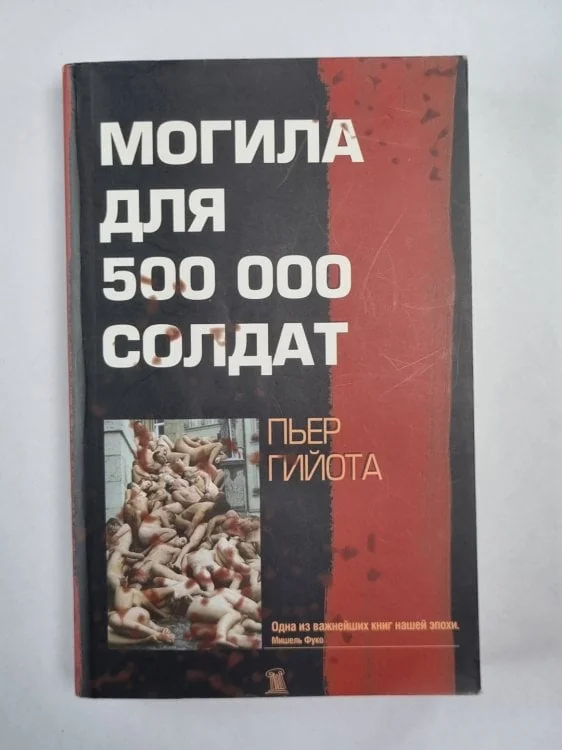 МОГИЛА
ДЛЯ
500 000
СОЛДАТ
ПЬЕР
ГИЙОТА
Одна из важнейших книг нашей эпохи.
Мишель Фуко